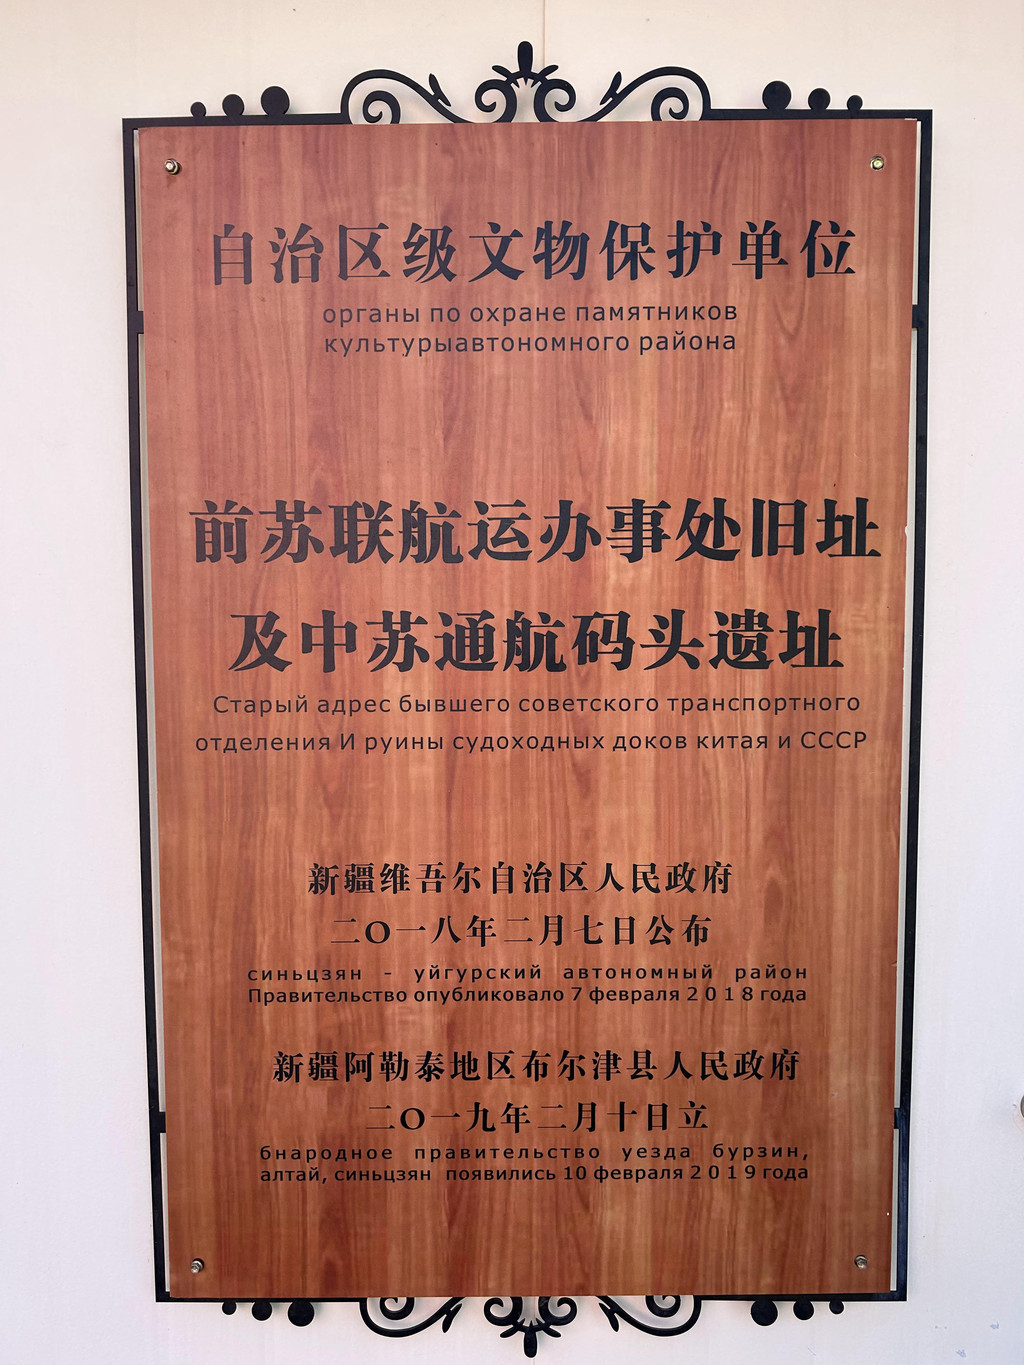 自治区级文物保护单位
органы по охране памятников
культурыавтономного района
前苏联航运办事处旧址
及中苏通航码头遗址
Старый адрес бывшего советского транспортного
отделения И руины судоходных доков китая и СССР
新疆维吾尔自治区人民政府
二〇一八年二月七日公布
синьцзян - уйгурский автономный район
Правительство опубликовало 7 февраля 2018 года
新疆阿勒泰地区布尔津县人民政府
二〇一九年二月十日立
бнародное правительство уезда бурзин,
алтай, синьцзян появились 10 февраля 2019 года